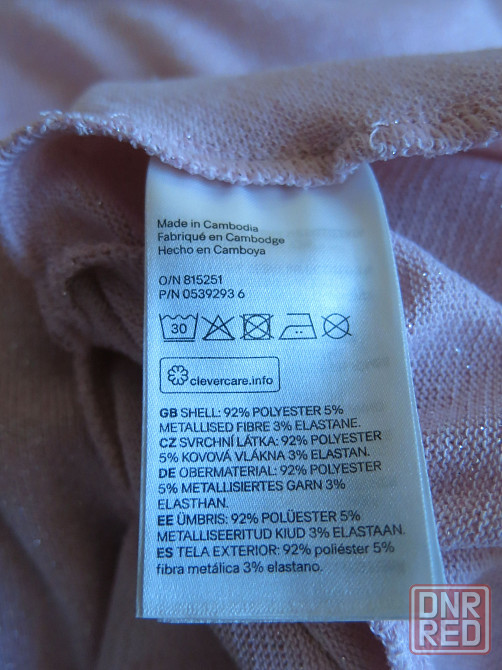 Made in Cambodia
Fabriqué en Cambodge
Hecho en Camboya
O/N 815251
P/N 0539293 6
30
clevercare.info
GB SHELL: 92% POLYESTER 5%
METALLISED FIBRE 3% ELASTANE.
CZ SVRCHNÍ LÁTKA: 92% POLYESTER
5% KOVOVÁ VLÁKNA 3% ELASTAN.
DE OBERMATERIAL: 92% POLYESTER
5% METALLISIERTES GARN 3%
ELASTHAN.
EE ÜMBRIS: 92% POLÜESTER 5%
METALLISEERITUD KIUD 3% ELASTAAN.
ES TELA EXTERIOR: 92% poliéster 5%
fibra metálica 3% elastano.
DNR
RED